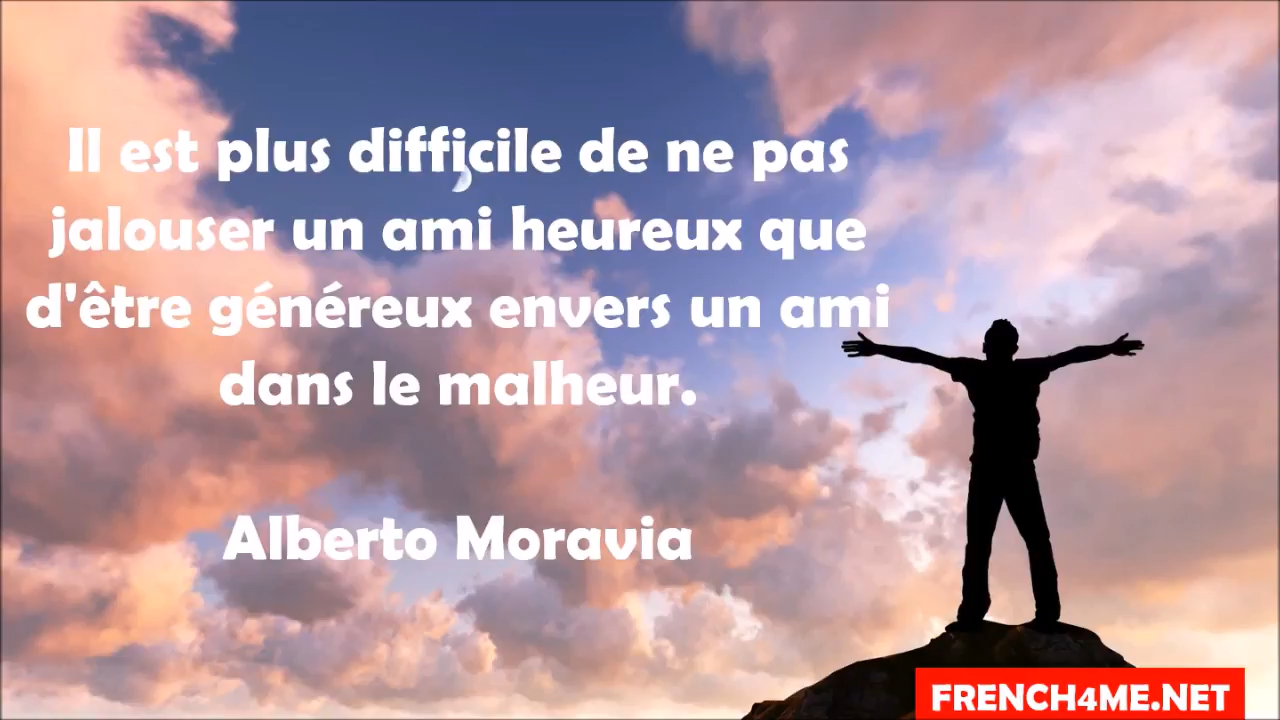 Il est plus difficile de ne pas
jalouser un ami heureux que
d'être généreux envers un ami
dans le malheur.
Alberto Moravia
FRENCH4ME.NET